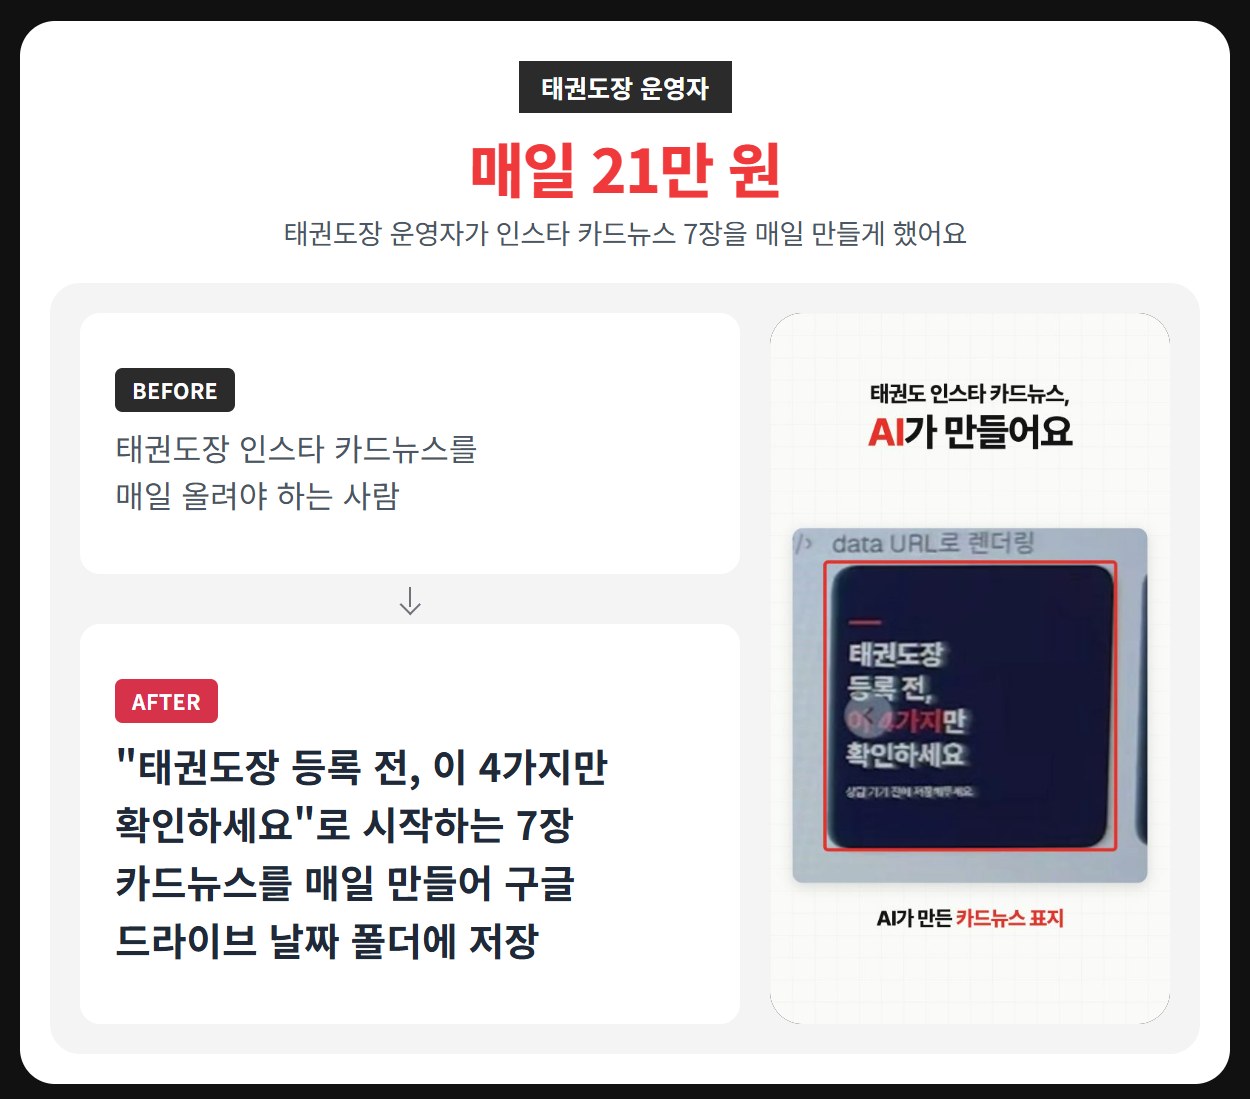 태권도장 운영자
매일 21만 원
태권도장 운영자가 인스타 카드뉴스 7장을 매일 만들게 했어요
BEFORE
태권도장 인스타 카드뉴스를
매일 올려야 하는 사람
AFTER
"태권도장 등록 전, 이 4가지만
확인하세요"로 시작하는 7장
카드뉴스를 매일 만들어 구글
드라이브 날짜 폴더에 저장
태권도 인스타 카드뉴스,
AI가 만들어요
/> data URL로 렌더링
태권도장
등록 전,
이 4가지만
확인하세요
AI가 만든 카드뉴스 표지